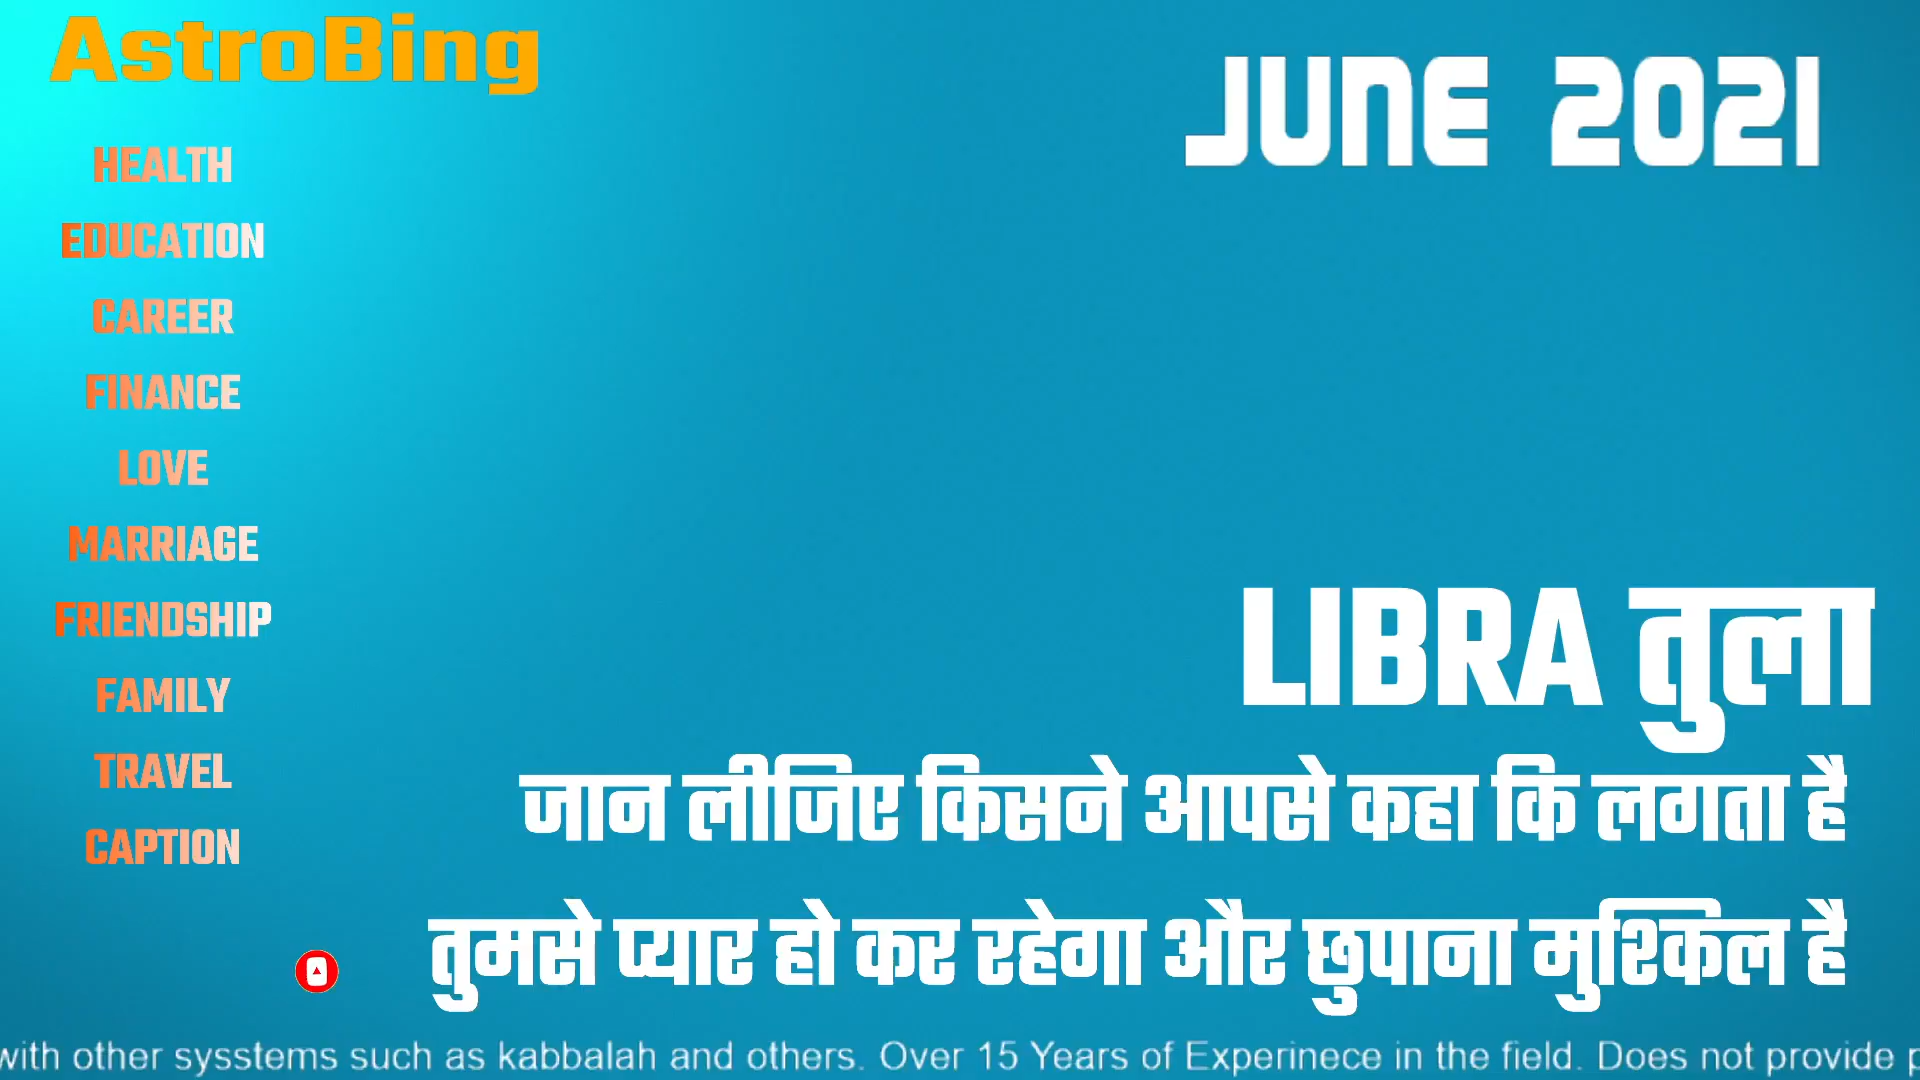 AstroBing
JUNE 2021
HEALTH
EDUCATION
CAREER
FINANCE
LOVE
MARRIAGE
FRIENDSHIP
FAMILY
TRAVEL
CAPTION
LIBRA तुला
जान लीजिए किसने आपसे कहा कि लगता है
तुमसे प्यार हो कर रहेगा और छुपाना मुश्किल है
with other sysstems such as kabbalah and others. Over 15 Years of Experinece in the field. Does not provide